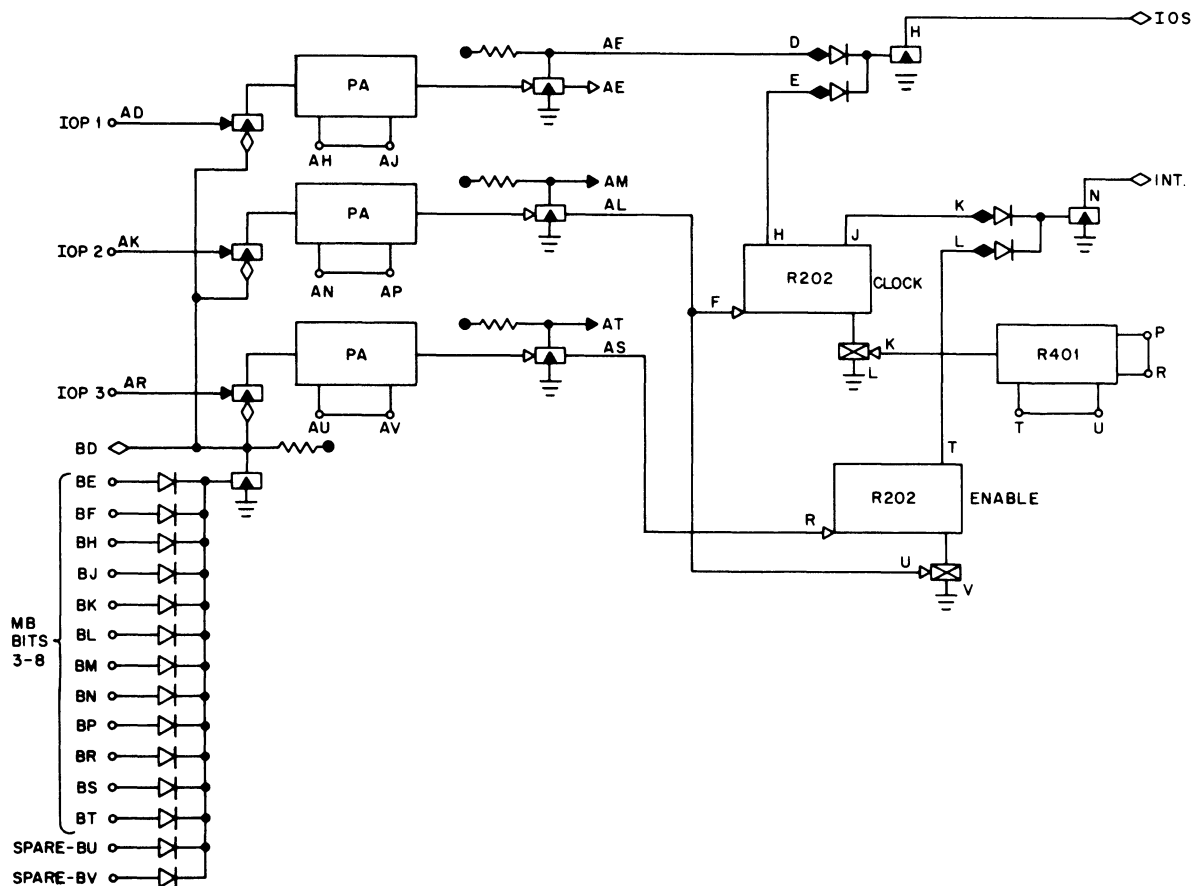 IOS
H
AF
D
PA
AE
E
IOP 1
AD
AH
AJ
AM
INT.
N
PA
AL
IOP 2
AK
K
H
J
L
R202
CLOCK
AN
AP
F
AT
P
PA
AS
K
R401
L
R
IOP 3
AR
AU
AV
T
U
BD
T
BE
R202
ENABLE
BF
R
BH
BJ
U
V
BK
MB
BITS
3-8
BL
BM
BN
BP
BR
BS
BT
SPARE-BU
SPARE-BV